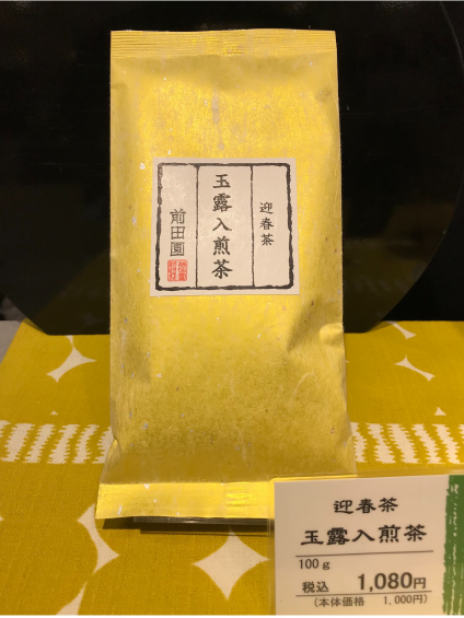 迎春茶
玉露入煎茶
前田園
迎春茶
玉露入煎茶
100g
税込 1,080円
(本体価格 1,000円)